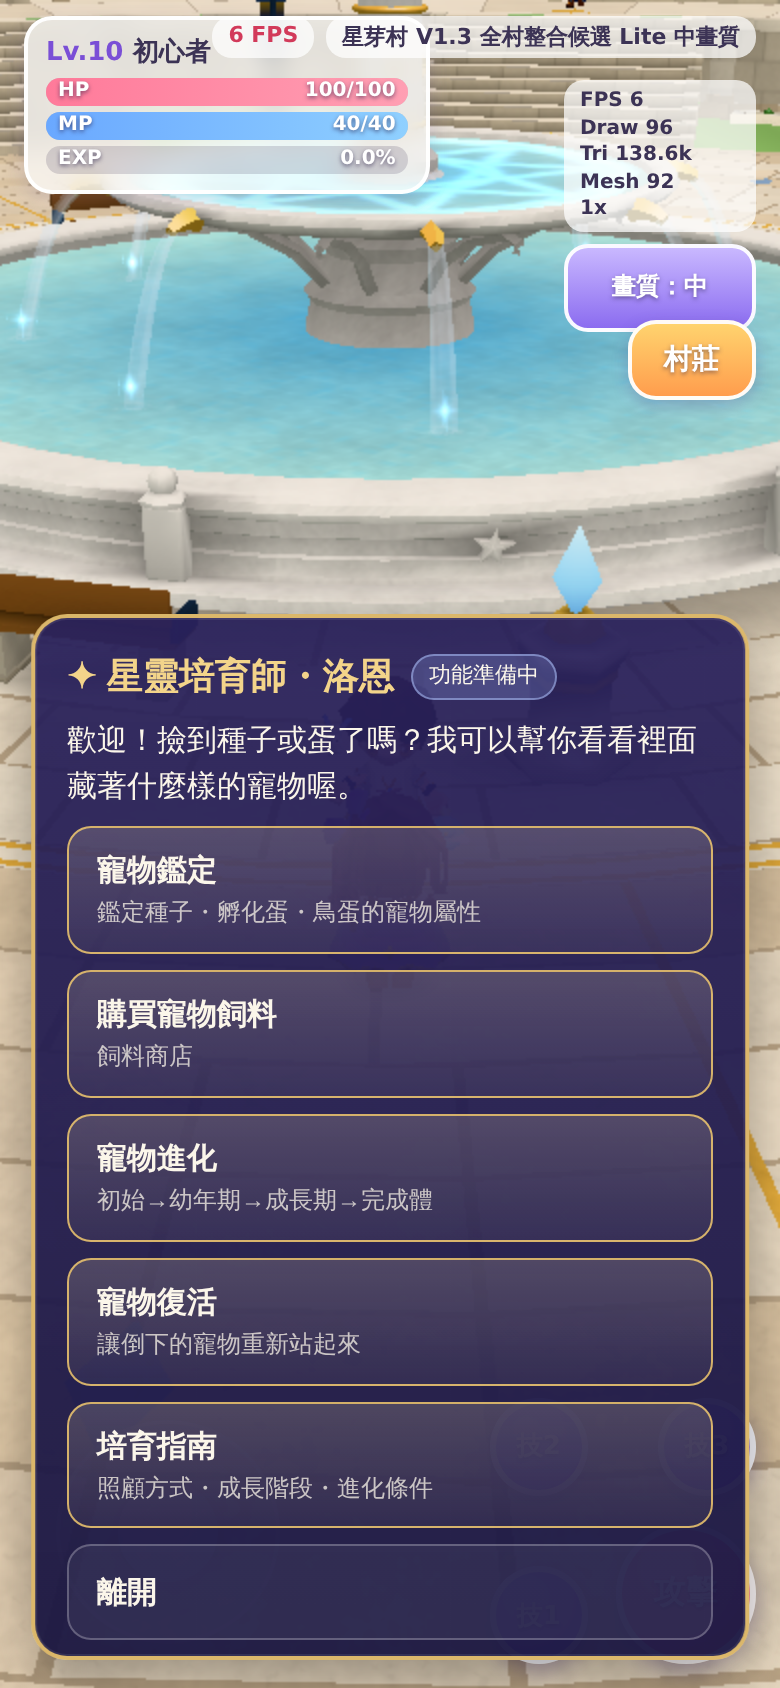 Lv.10 初心者
6 FPS
星芽村 V1.3 全村整合候選 Lite 中畫質
HP 100/100
MP 40/40
EXP 0.0%
FPS 6
Draw 96
Tri 138.6k
Mesh 92
1x
畫質：中
村莊
✦ 星靈培育師・洛恩
功能準備中
歡迎！撿到種子或蛋了嗎？我可以幫你看看裡面
藏著什麼樣的寵物喔。
寵物鑑定
鑑定種子・孵化蛋・鳥蛋的寵物屬性
購買寵物飼料
飼料商店
寵物進化
初始→幼年期→成長期→完成體
寵物復活
讓倒下的寵物重新站起來
培育指南
照顧方式・成長階段・進化條件
技2
技3
離開
技1
攻擊